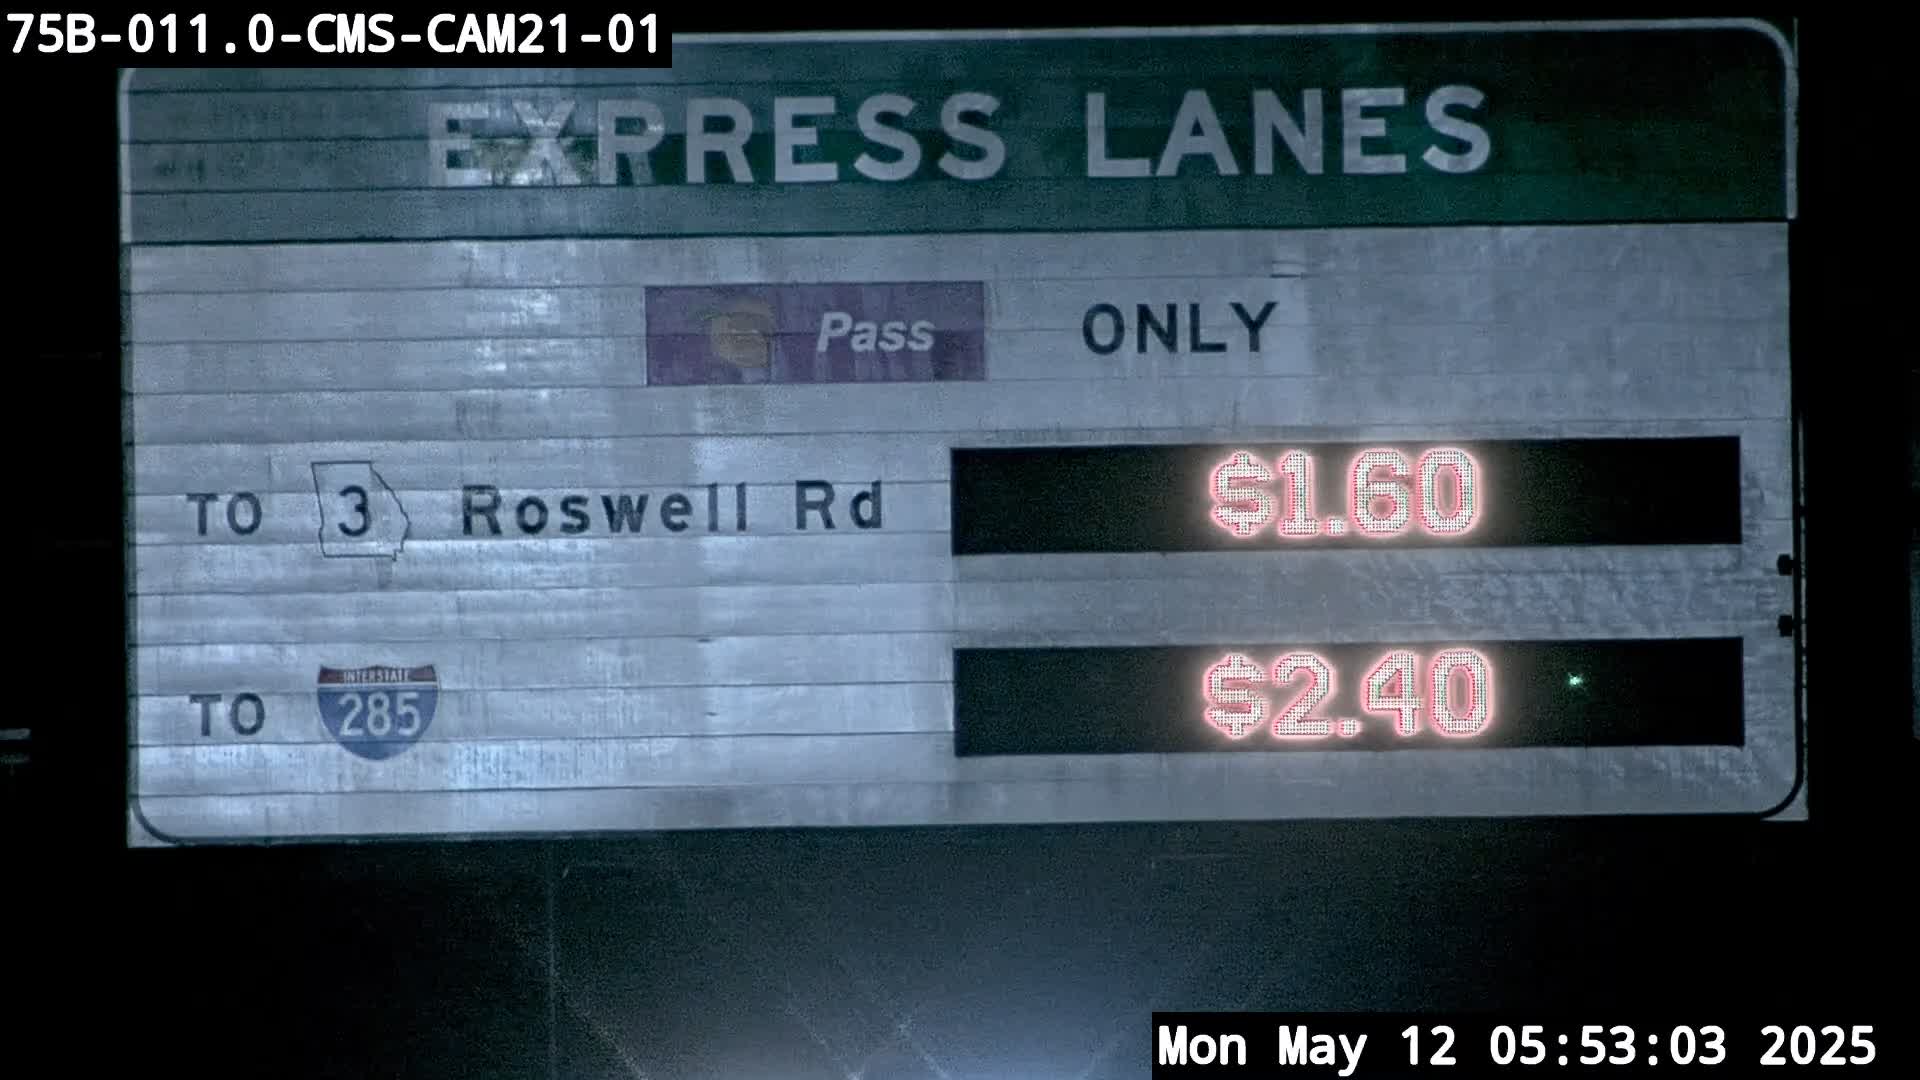 75B-011.0-CMS-CAM21-01
EXPRESS LANES
Pass ONLY
TO 3 Roswell Rd $1.60
INTERSTATE
TO 285 $2.40
Mon May 12 05:53:03 2025